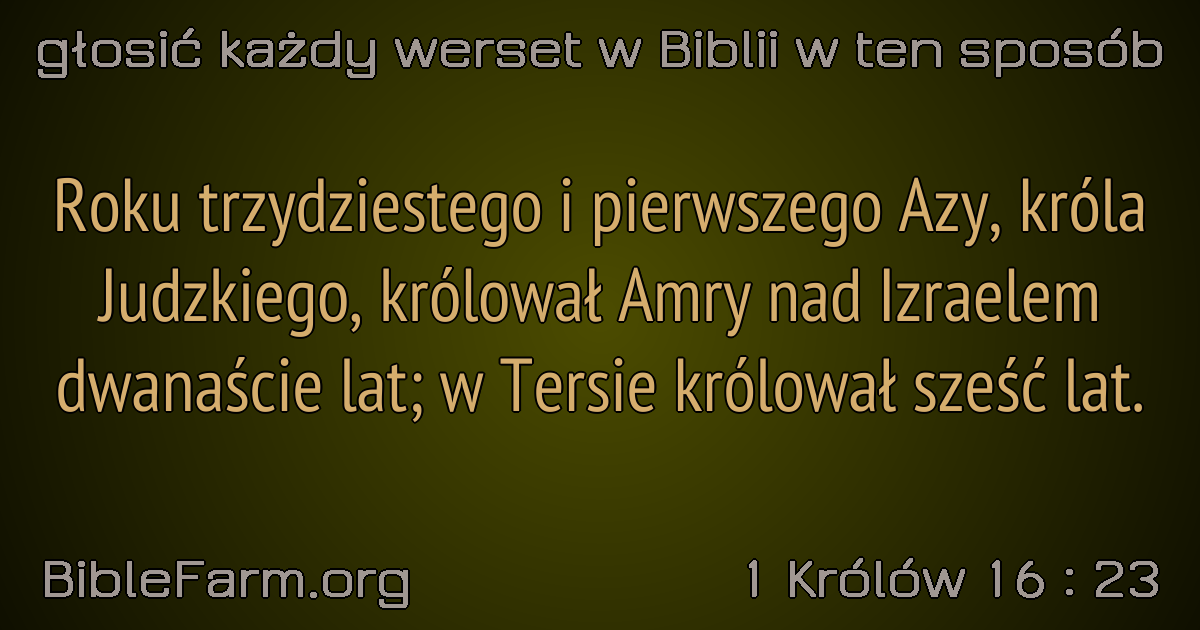 głosić każdy werset w Biblii w ten sposób
Roku trzydziestego i pierwszego Azy, króla
Judzkiego, królował Amry nad Izraelem
dwanaście lat; w Tersie królował sześć lat.
BibleFarm.org
1 Królów 16 : 23